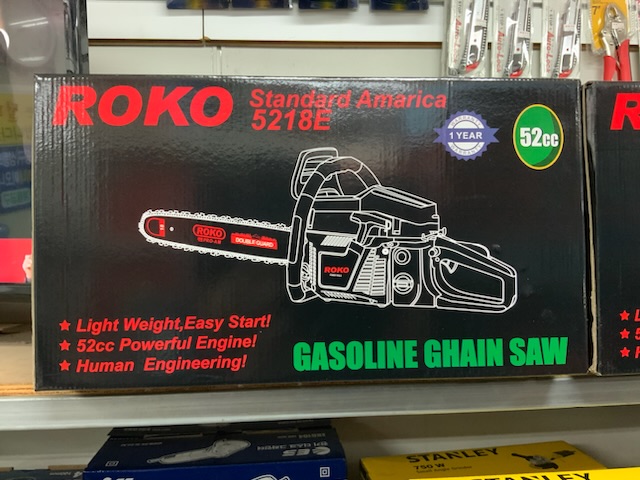 ROKO
Standard Amarica
5218E
1 YEAR
52cc
ROKO
DOUBLE GUARD
ROKO
★ Light Weight,Easy Start!
★ 52cc Powerful Engine!
★ Human Engineering!
GASOLINE GHAIN SAW
R
STANLEY
750 W
STANLEY